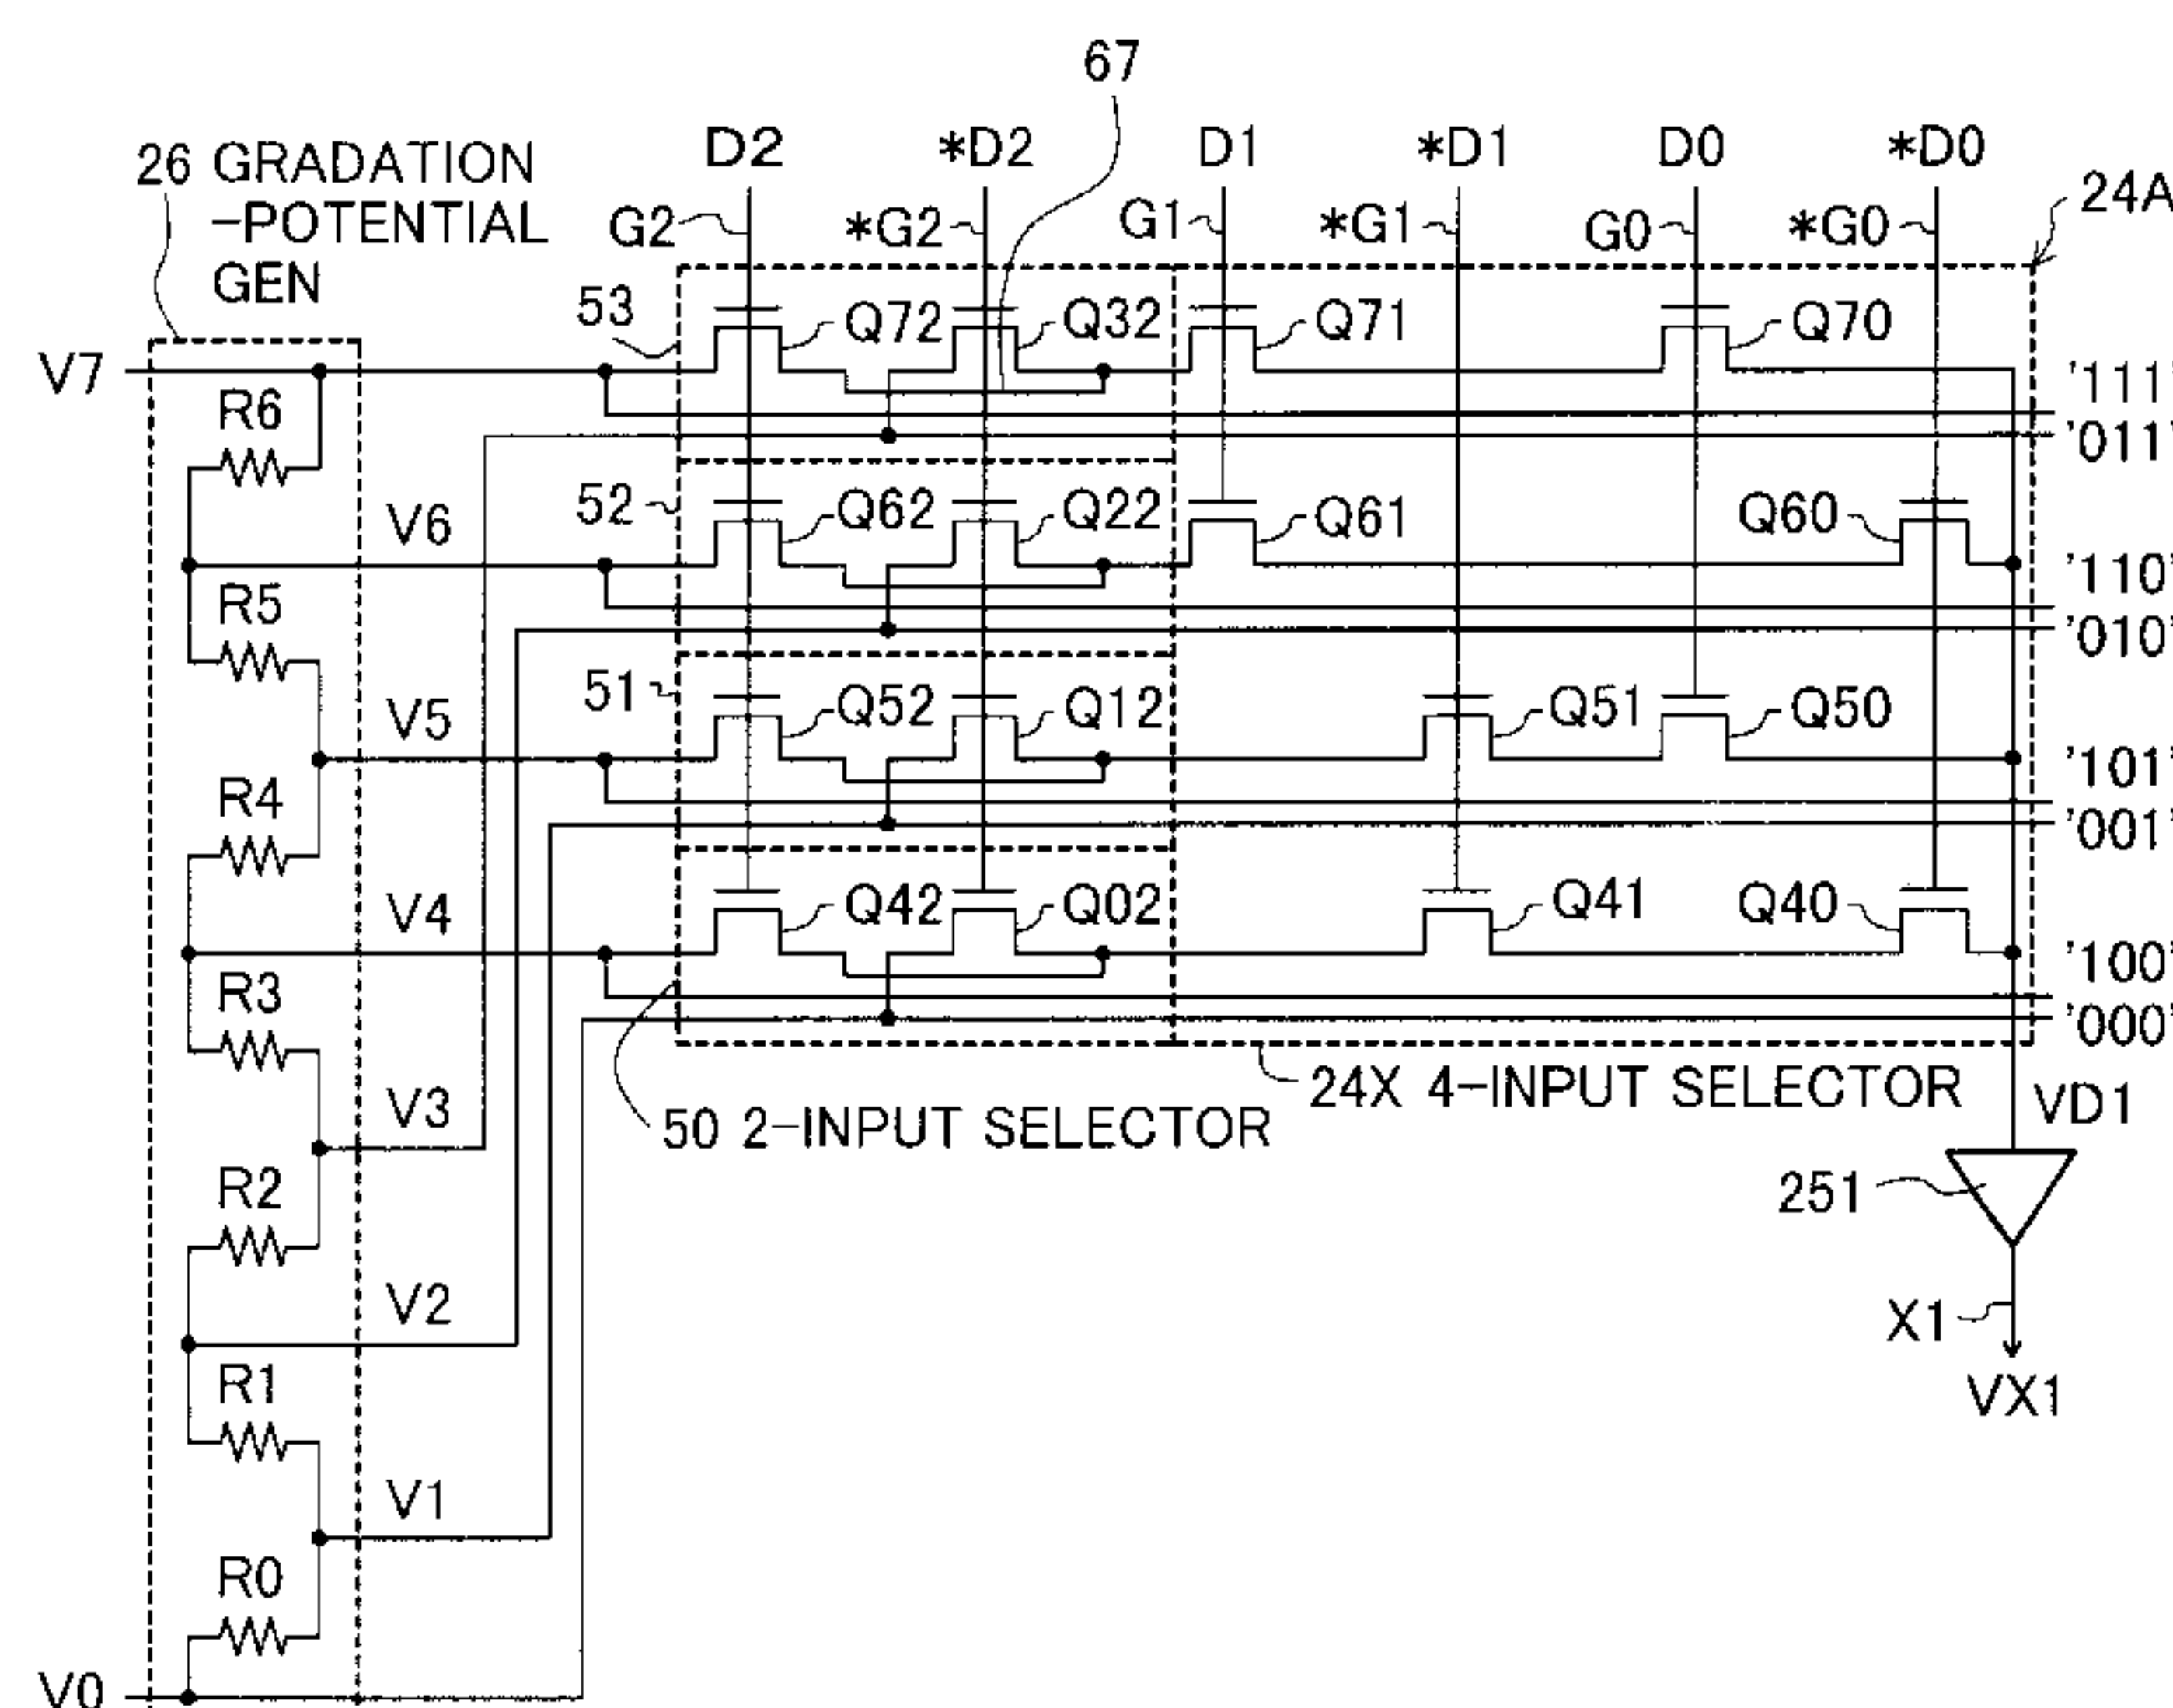 67
D2 *D2 D1 *D1 D0 *D0
26 GRADATION
-POTENTIAL
GEN
24A
G2 *G2 G1 *G1 G0 *G0
53 Q72 Q32 Q71 Q70
V7 '111'
R6
'011'
52 V6 Q62 Q22 Q61 Q60
'110'
R5
'010'
51 V5 Q52 Q12 Q51 Q50
'101'
R4
'001'
V4 Q42 Q02 Q41 Q40
'100'
R3
'000'
50 2-INPUT SELECTOR
24X 4-INPUT SELECTOR
VD1
V3
R2
251
V2
X1
R1
VX1
V1
R0
V0